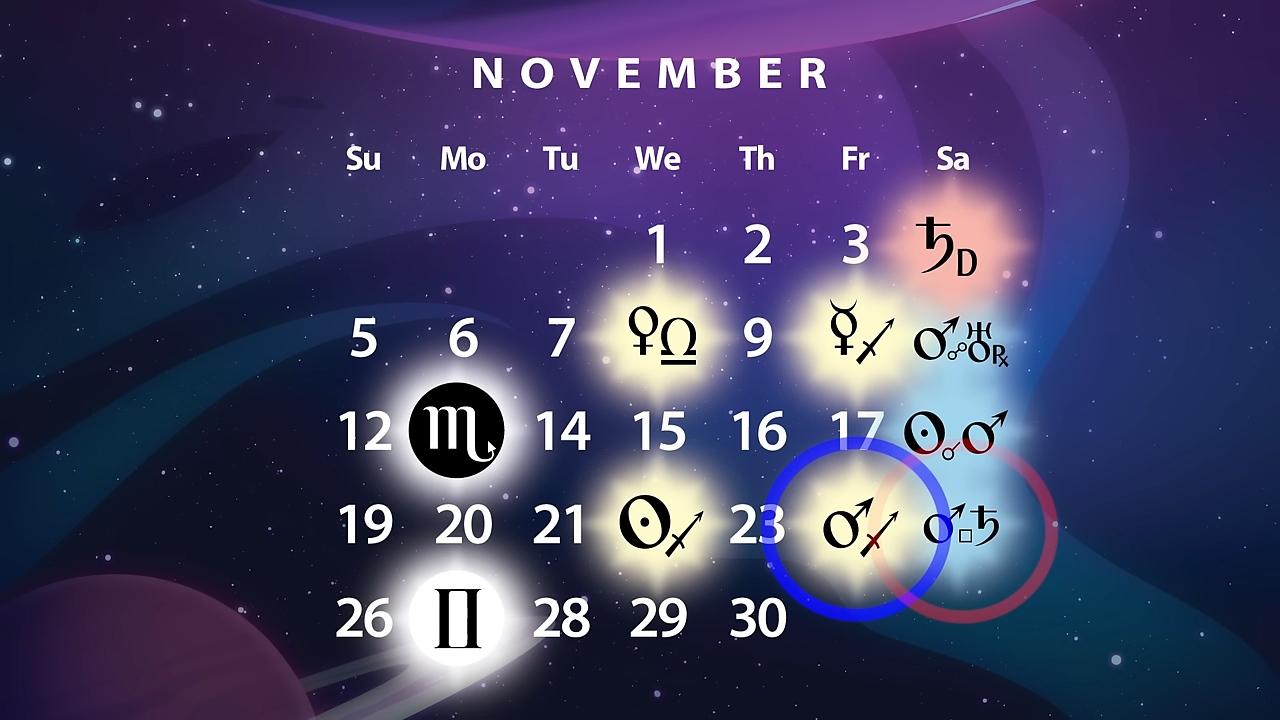 NOVEMBER
Su Mo Tu We Th Fr Sa
1 2 3 ♄D
5 6 7 ♀♎ 9 ☿♐ ♂☍♅℞
12 ♏ 14 15 16 17 ☉☌♂
19 20 21 ☉♐ 23 ♂♐ ♂□♄
26 ♊ 28 29 30